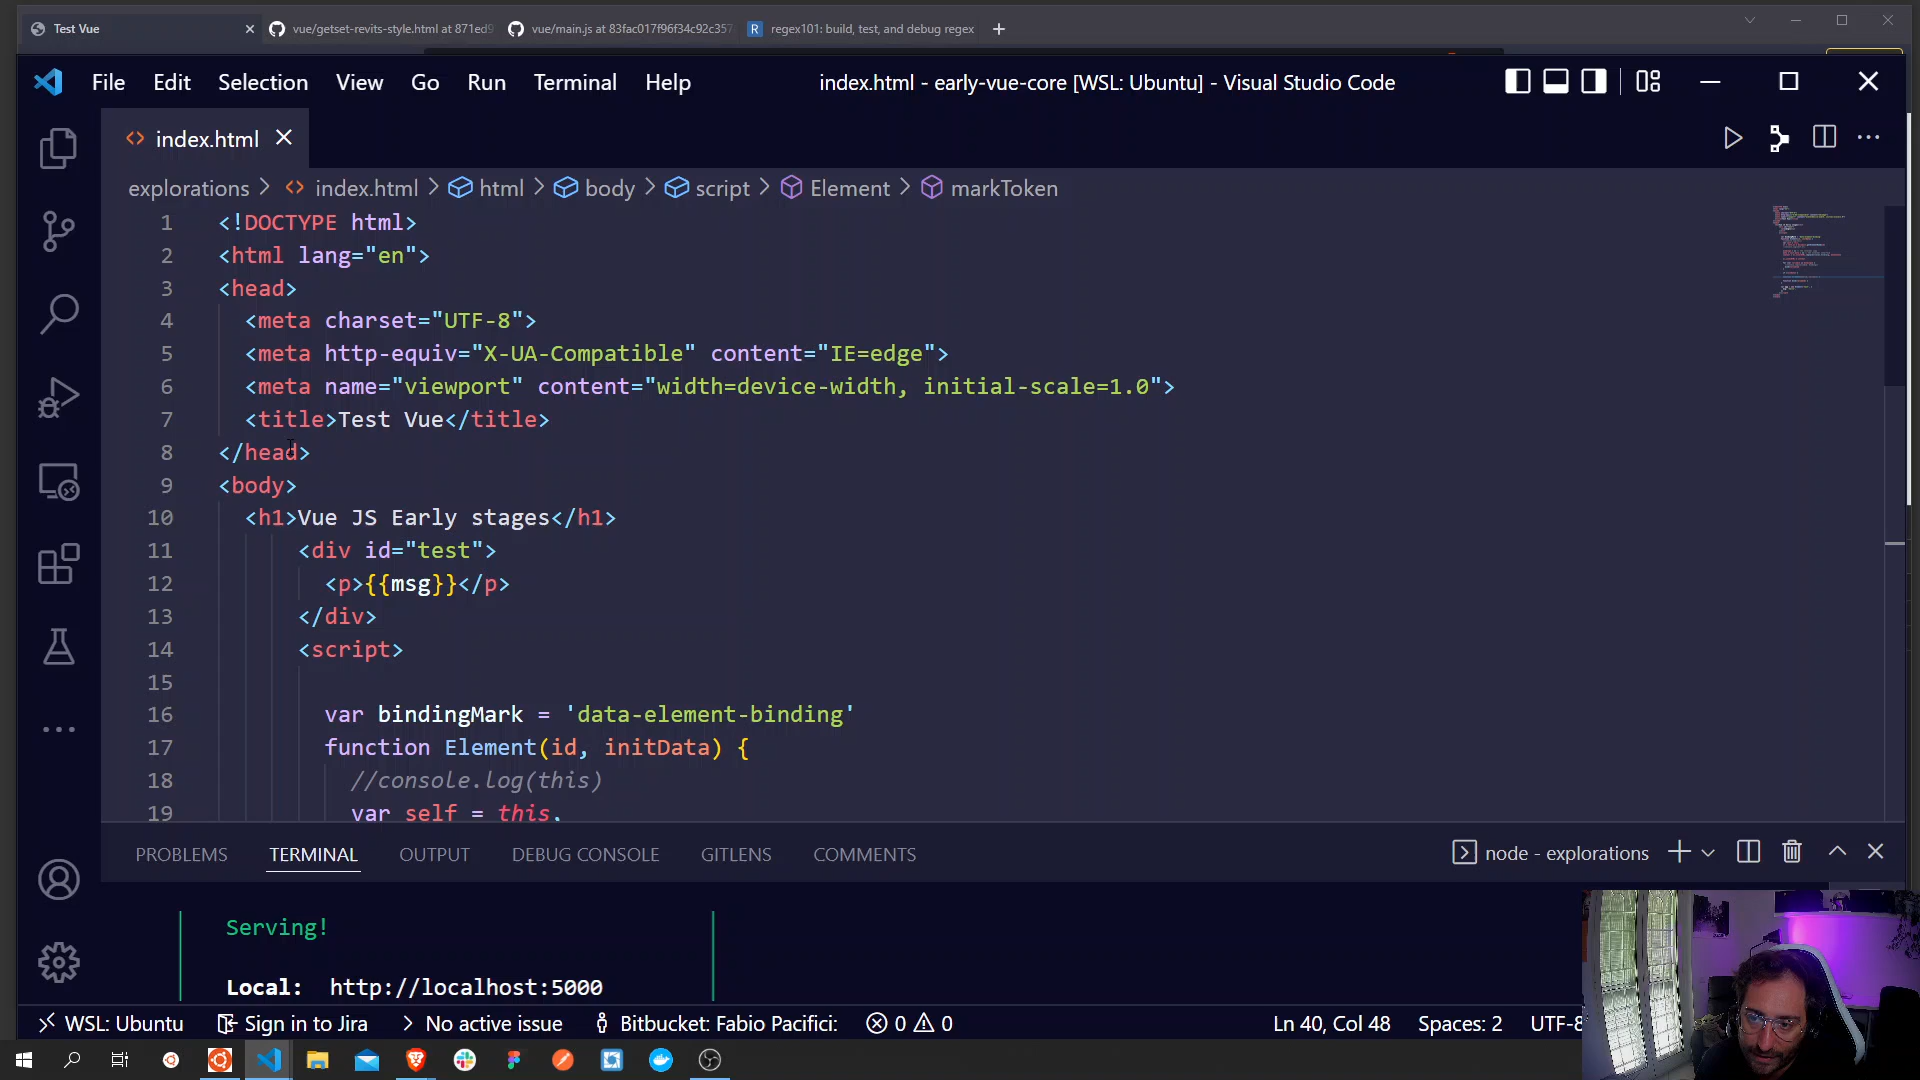 Test Vue
vue/getset-revits-style.html at 871ed9
vue/main.js at 83fac017f96f34c92c357
regex101: build, test, and debug regex
File Edit Selection View Go Run Terminal Help
index.html - early-vue-core [WSL: Ubuntu] - Visual Studio Code
index.html
explorations > index.html > html > body > script > Element > markToken
1 <!DOCTYPE html>
2 <html lang="en">
3 <head>
4 <meta charset="UTF-8">
5 <meta http-equiv="X-UA-Compatible" content="IE=edge">
6 <meta name="viewport" content="width=device-width, initial-scale=1.0">
7 <title>Test Vue</title>
8 </head>
9 <body>
10 <h1>Vue JS Early stages</h1>
11 <div id="test">
12 <p>{{msg}}</p>
13 </div>
14 <script>
15
16 var bindingMark = 'data-element-binding'
17 function Element(id, initData) {
18 //console.log(this)
19 var self = this,
PROBLEMS TERMINAL OUTPUT DEBUG CONSOLE GITLENS COMMENTS
node - explorations
Serving!
Local: http://localhost:5000
WSL: Ubuntu Sign in to Jira No active issue Bitbucket: Fabio Pacifici: 0 0 Ln 40, Col 48 Spaces: 2 UTF-8